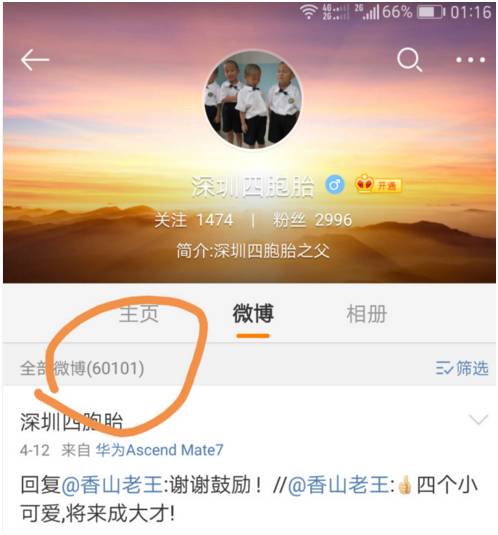 4G 2G 2G 66% 01:16
深圳四胞胎 开通
关注 1474 | 粉丝 2996
简介:深圳四胞胎之父
主页 微博 相册
全部微博(60101) 筛选
深圳四胞胎
4-12 来自 华为Ascend Mate7
回复@香山老王:谢谢鼓励！//@香山老王:👍四个小
可爱,将来成大才!